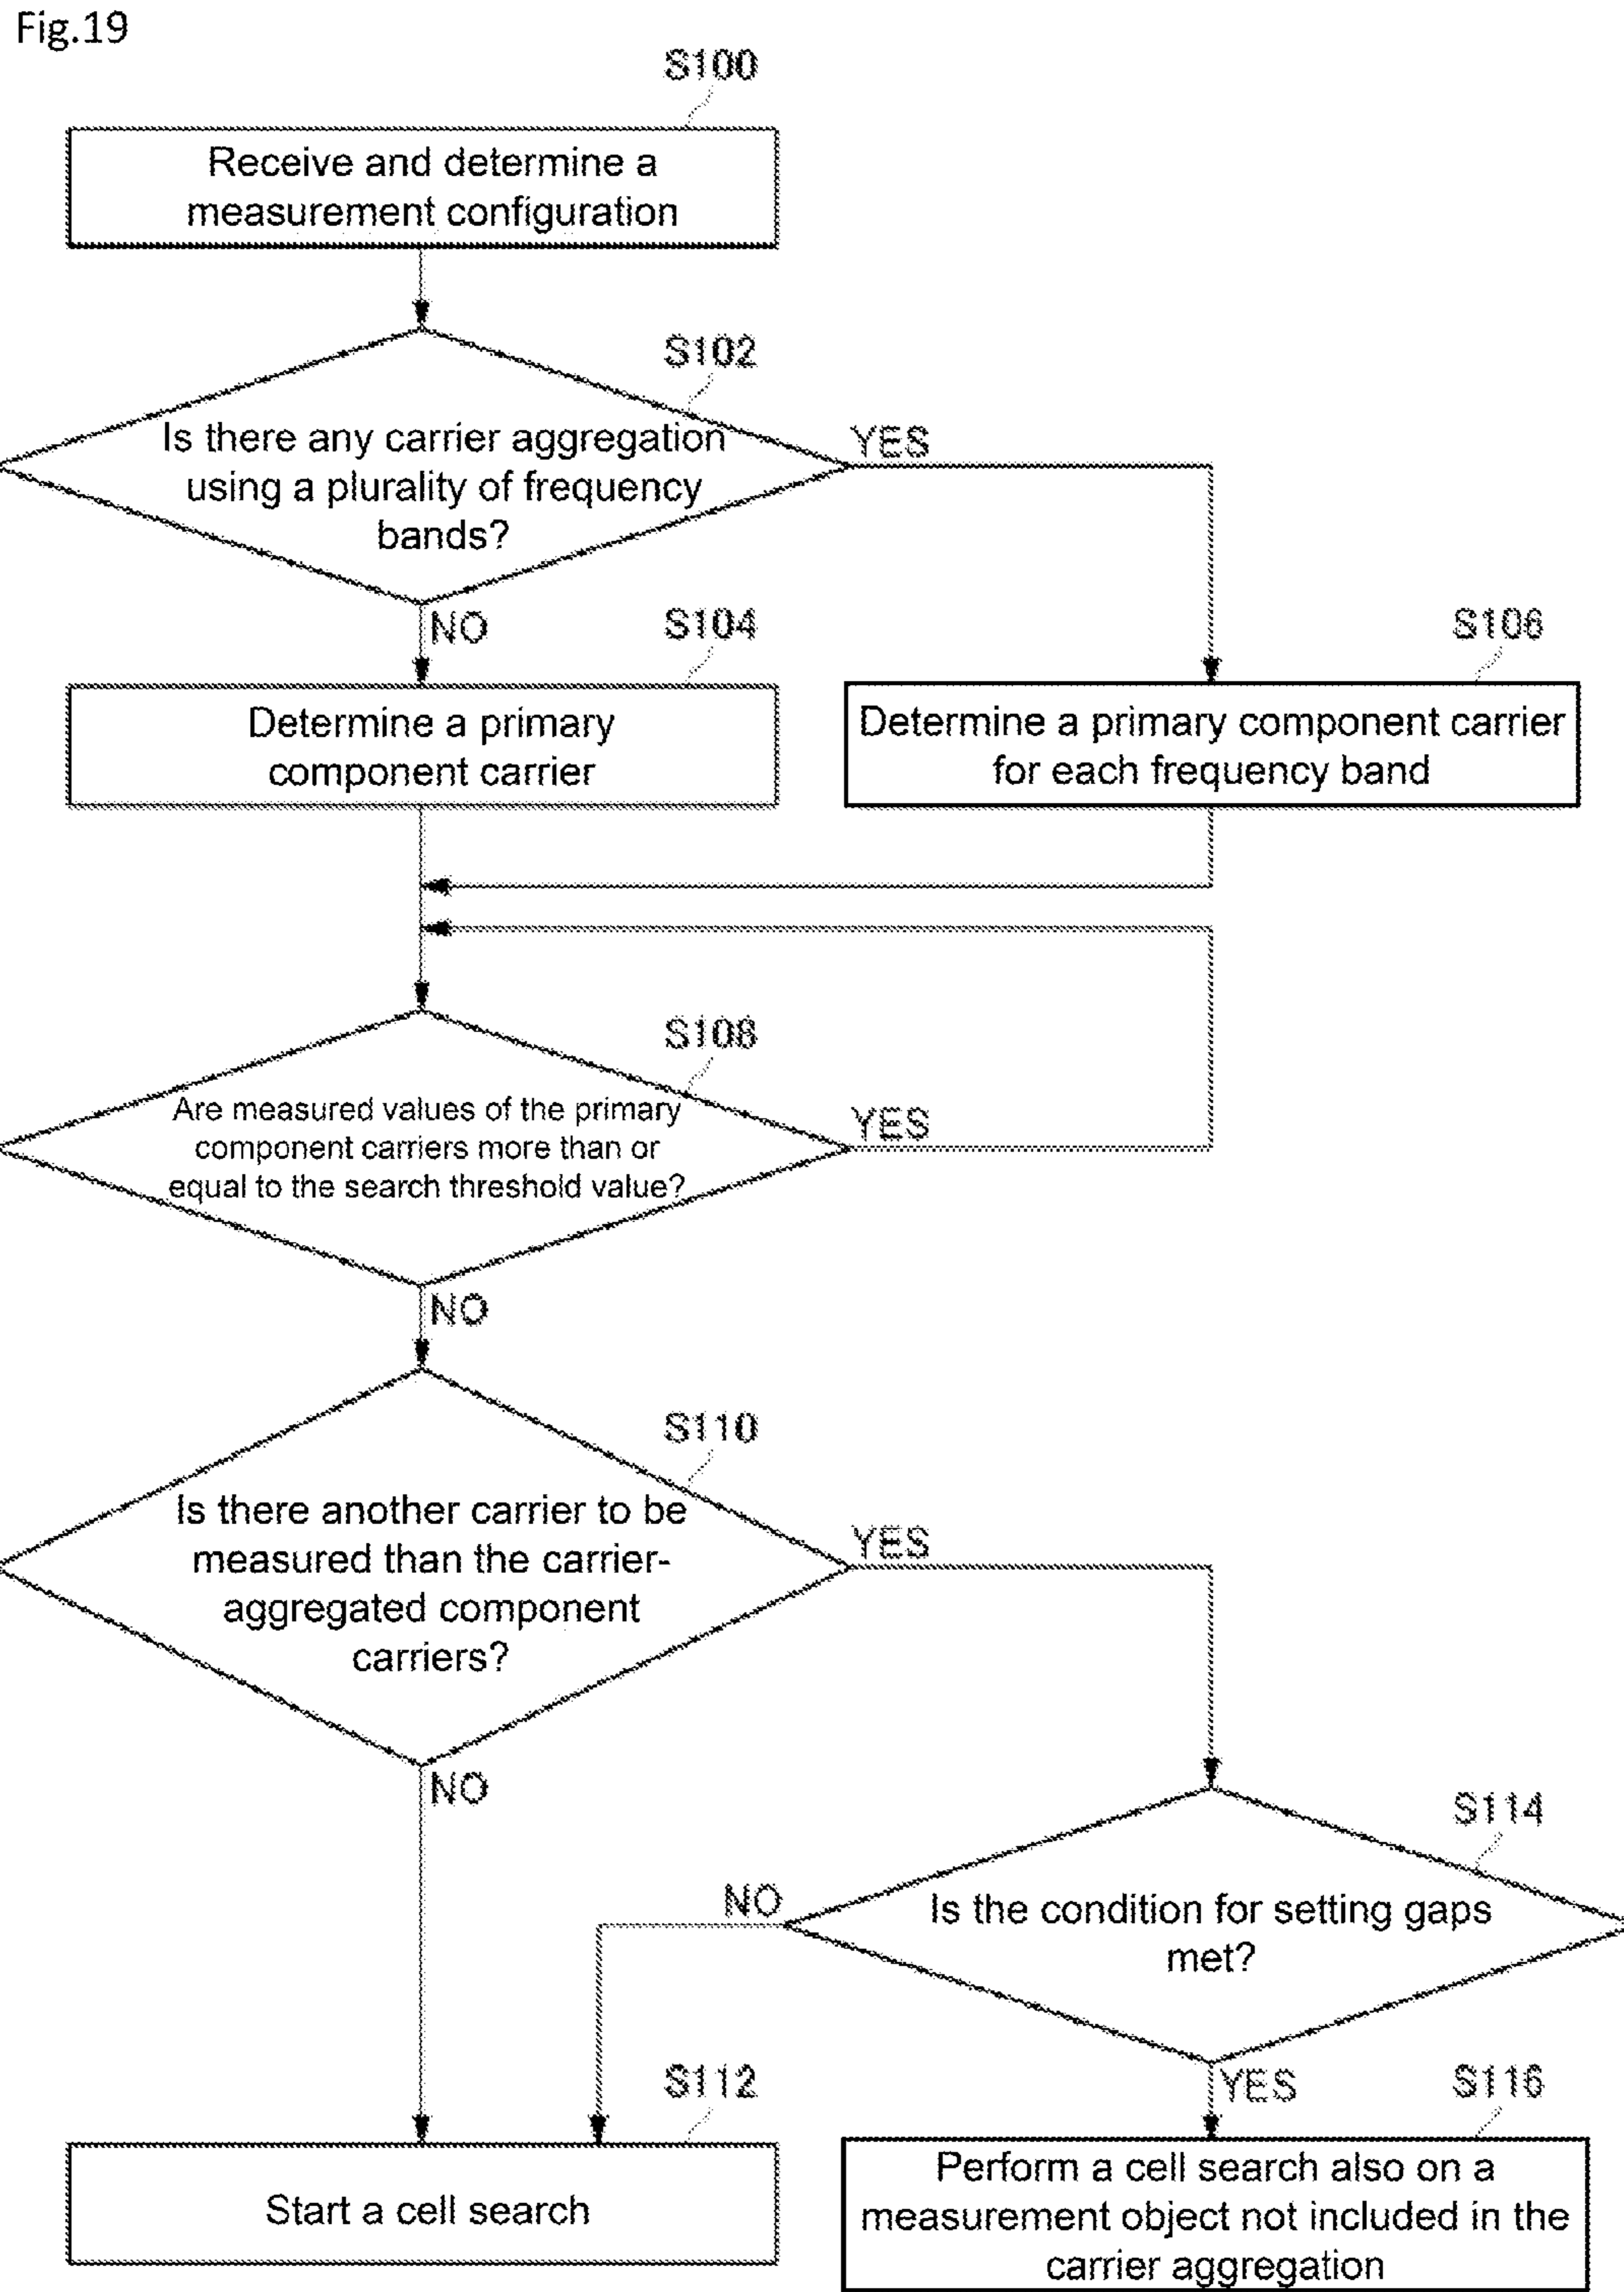 Fig.19
S100
Receive and determine a
measurement configuration
S102
Is there any carrier aggregation
using a plurality of frequency
bands?
YES
NO
S104
Determine a primary
component carrier
S106
Determine a primary component carrier
for each frequency band
S108
Are measured values of the primary
component carriers more than or
equal to the search threshold value?
YES
NO
S110
Is there another carrier to be
measured than the carrier-
aggregated component
carriers?
YES
NO
S114
Is the condition for setting gaps
met?
NO
YES
S112
Start a cell search
S116
Perform a cell search also on a
measurement object not included in the
carrier aggregation